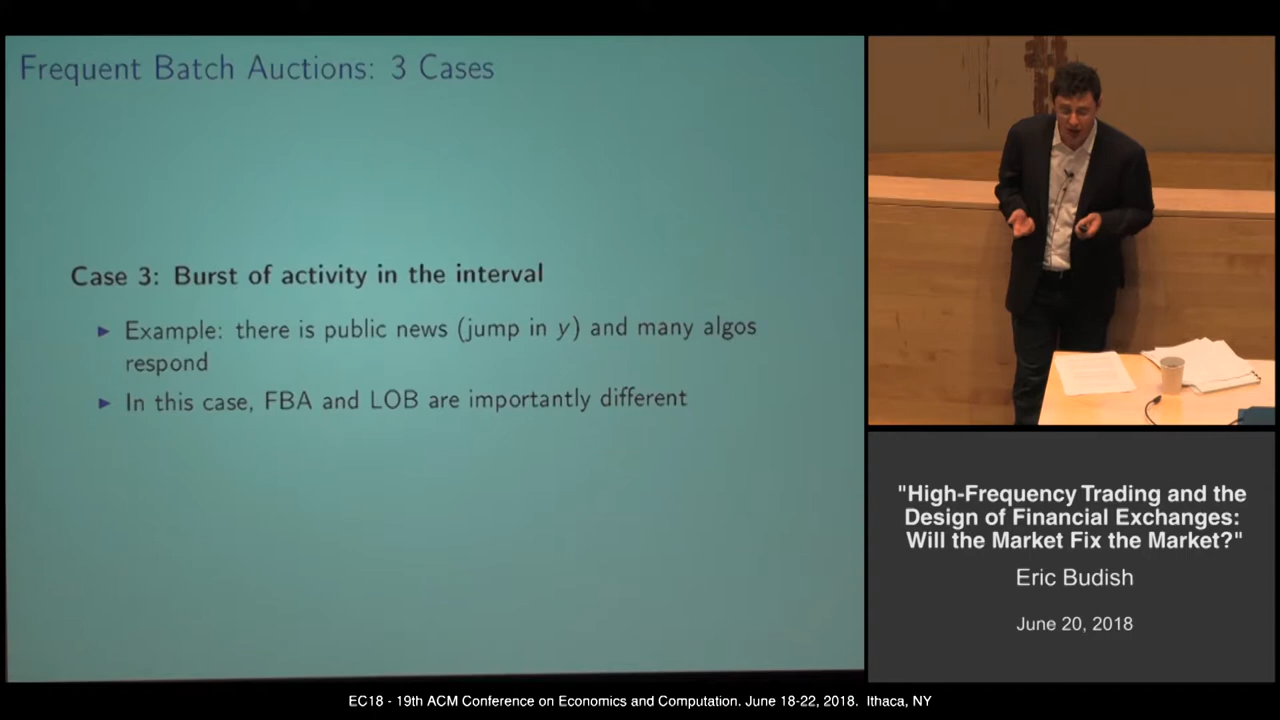 Frequent Batch Auctions: 3 Cases
Case 3: Burst of activity in the interval
► Example: there is public news (jump in y) and many algos
respond
► In this case, FBA and LOB are importantly different
"High-Frequency Trading and the
Design of Financial Exchanges:
Will the Market Fix the Market?"
Eric Budish
June 20, 2018
EC18 - 19th ACM Conference on Economics and Computation. June 18-22, 2018. Ithaca, NY